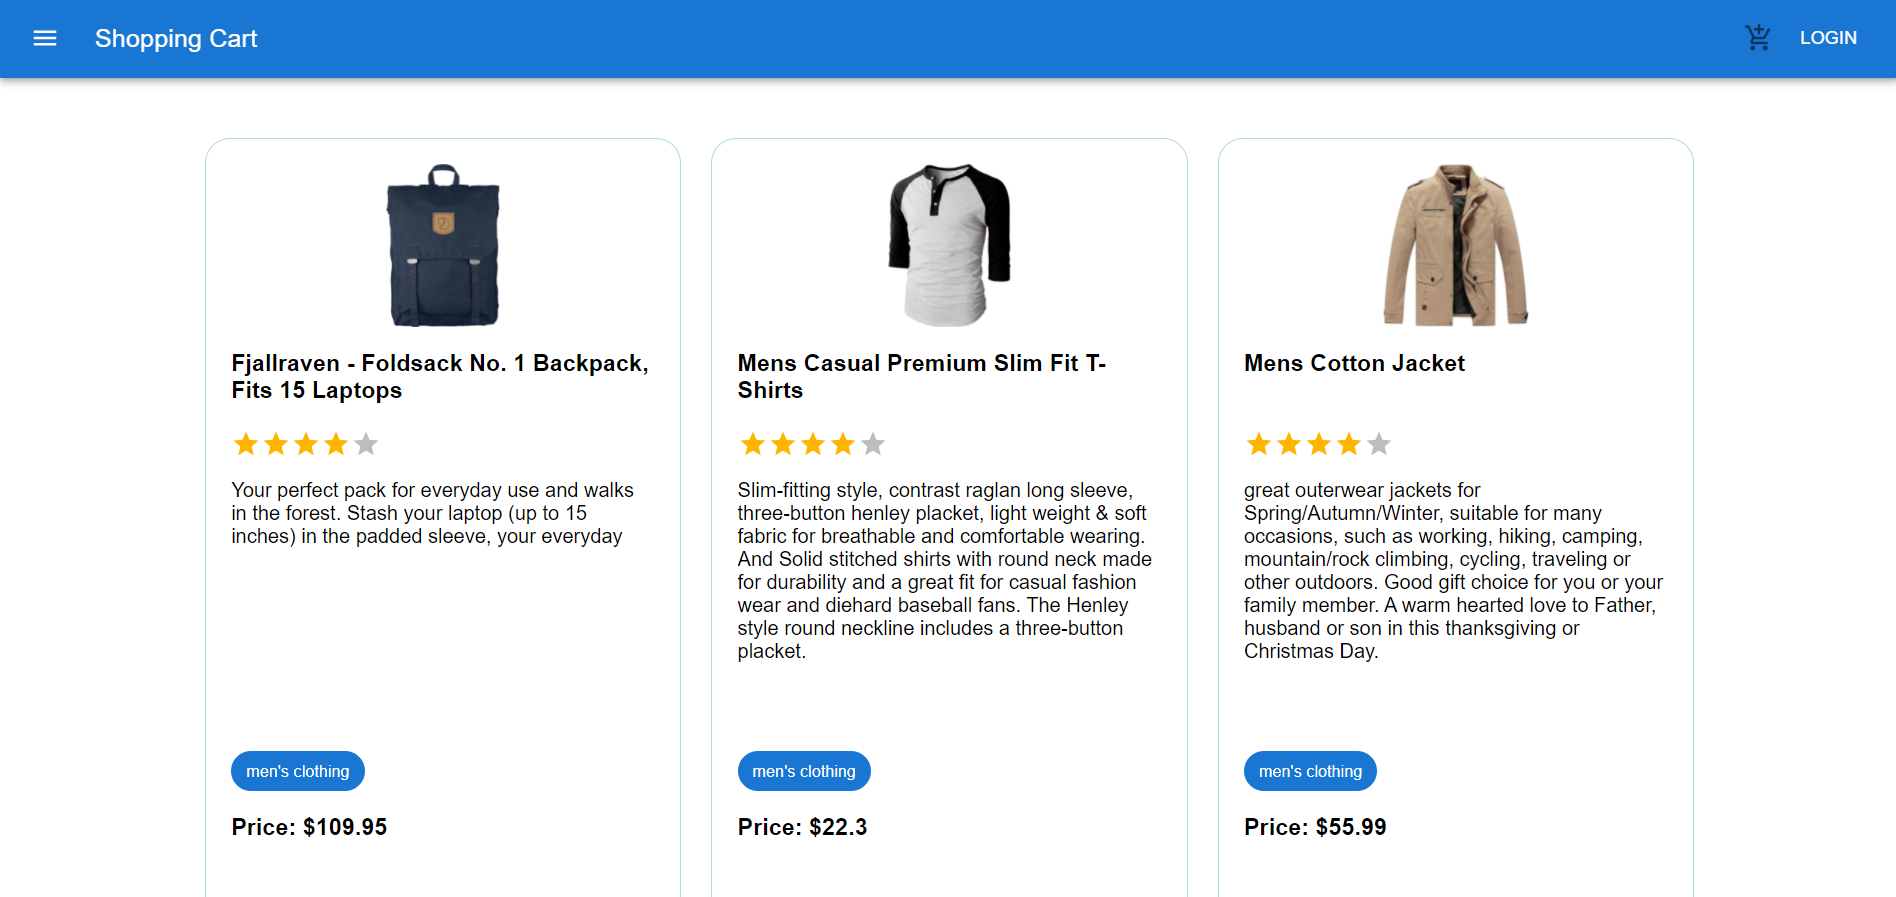 Shopping Cart
LOGIN
Fjallraven - Foldsack No. 1 Backpack,
Fits 15 Laptops
Your perfect pack for everyday use and walks
in the forest. Stash your laptop (up to 15
inches) in the padded sleeve, your everyday
men's clothing
Price: $109.95
Mens Casual Premium Slim Fit T-
Shirts
Slim-fitting style, contrast raglan long sleeve,
three-button henley placket, light weight & soft
fabric for breathable and comfortable wearing.
And Solid stitched shirts with round neck made
for durability and a great fit for casual fashion
wear and diehard baseball fans. The Henley
style round neckline includes a three-button
placket.
men's clothing
Price: $22.3
Mens Cotton Jacket
great outerwear jackets for
Spring/Autumn/Winter, suitable for many
occasions, such as working, hiking, camping,
mountain/rock climbing, cycling, traveling or
other outdoors. Good gift choice for you or your
family member. A warm hearted love to Father,
husband or son in this thanksgiving or
Christmas Day.
men's clothing
Price: $55.99